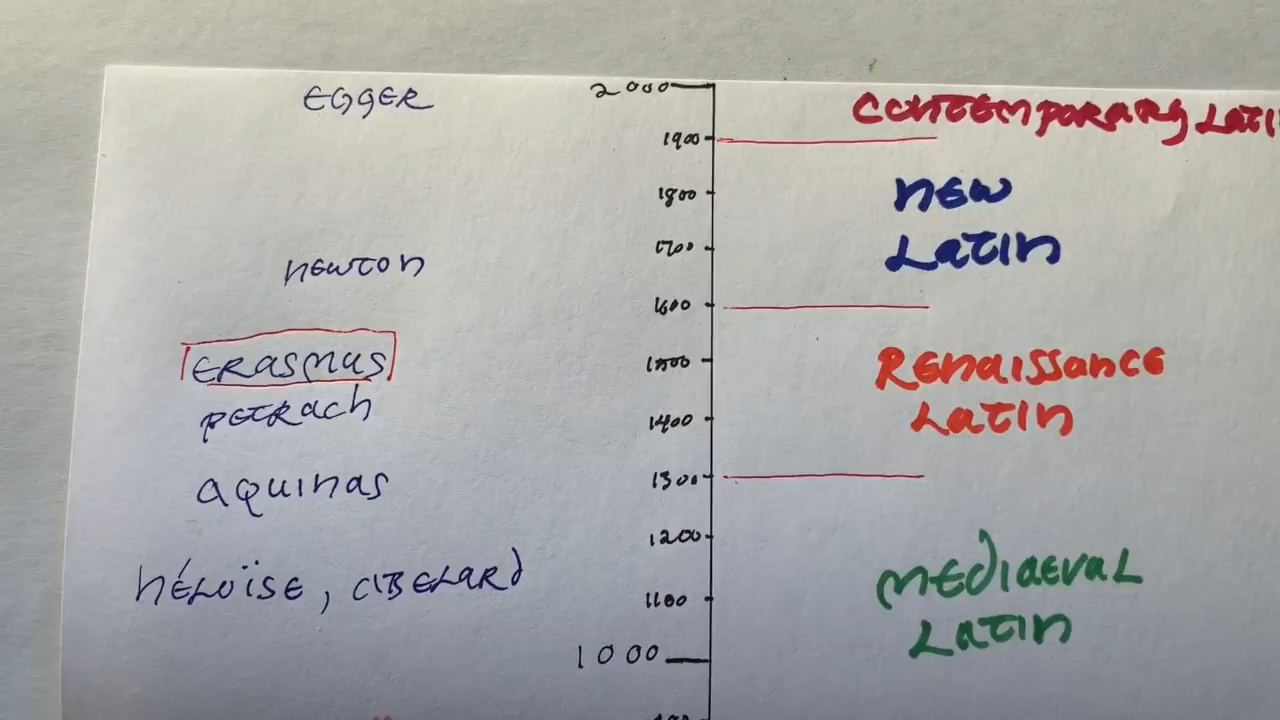 EGGER
2000
CONTEMPORARY LATI
1900
1800
NEW
LATIN
1700
NEWTON
1600
ERASMUS
1500
RENAISSANCE
LATIN
PETRACH
1400
AQUINAS
1300
1200
MEDIAEVAL
LATIN
HÉLOÏSE, ABELARD
1100
1000